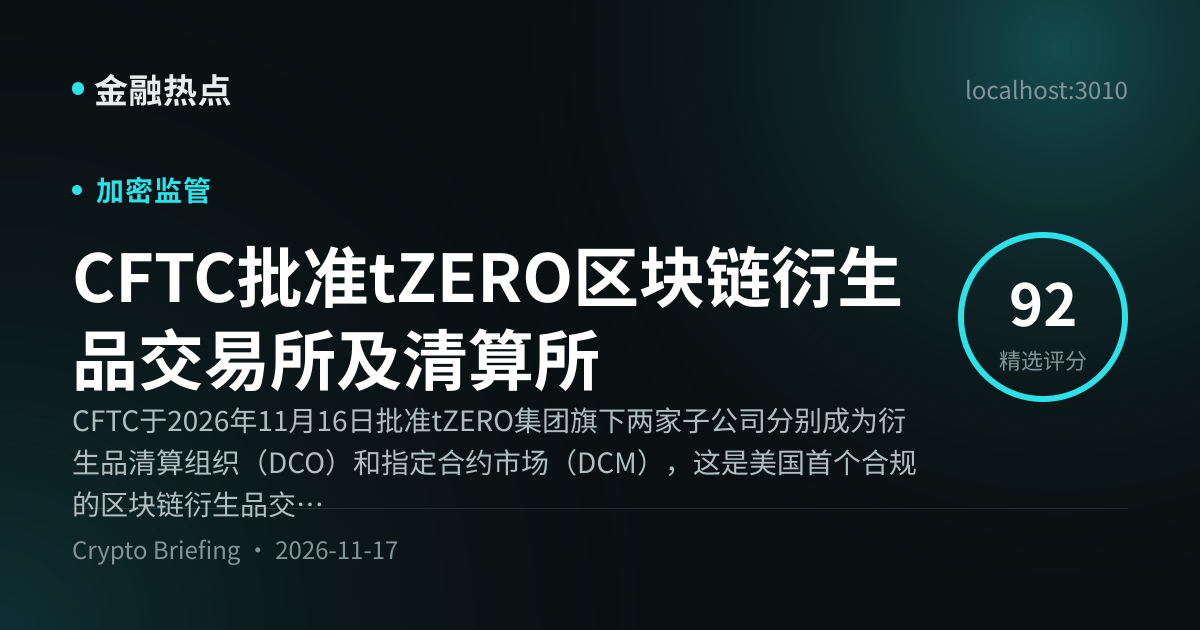 金融热点
localhost:3010
加密监管
CFTC批准tZERO区块链衍生
品交易所及清算所
92
精选评分
CFTC于2026年11月16日批准tZERO集团旗下两家子公司分别成为衍
生品清算组织（DCO）和指定合约市场（DCM），这是美国首个合规
的区块链衍生品交…
Crypto Briefing • 2026-11-17